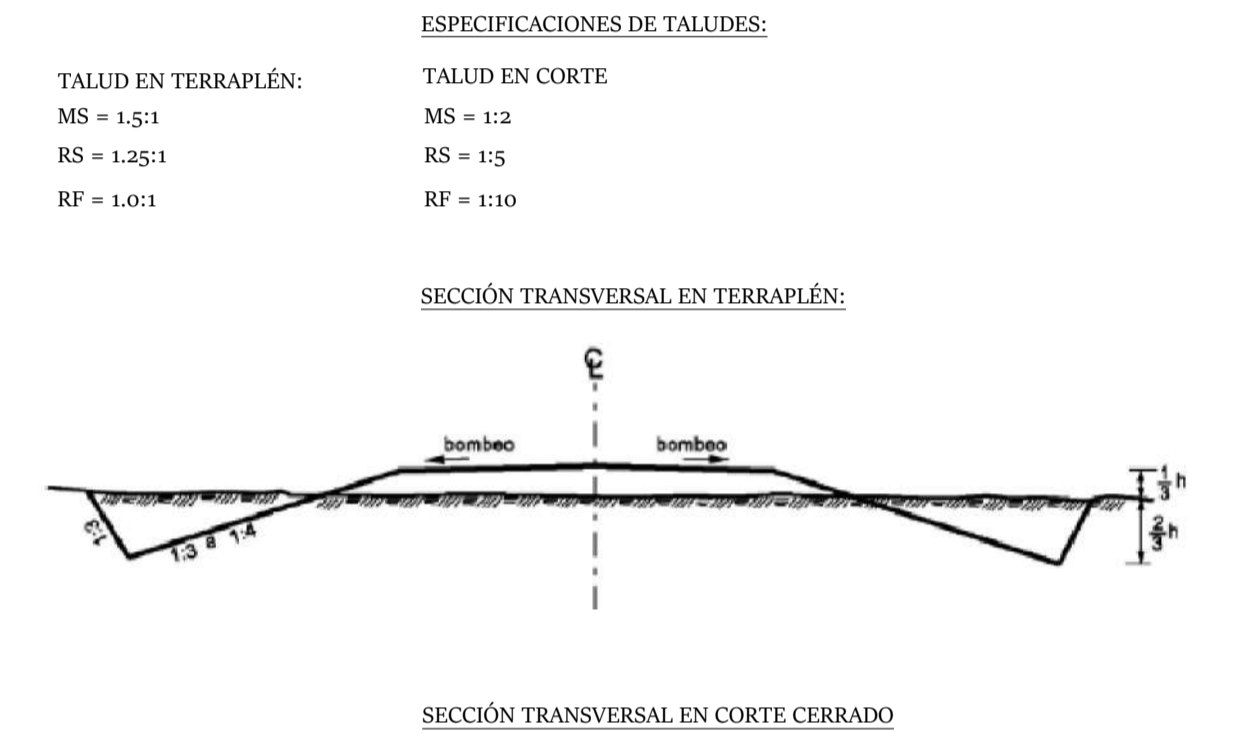 ESPECIFICACIONES DE TALUDES:
TALUD EN TERRAPLÉN:
MS = 1.5:1
RS = 1.25:1
RF = 1.0:1
TALUD EN CORTE
MS = 1:2
RS = 1:5
RF = 1:10
SECCIÓN TRANSVERSAL EN TERRAPLÉN:
bombeo
bombeo
1/3 h
2/3 h
1:3 a 1:4
SECCIÓN TRANSVERSAL EN CORTE CERRADO